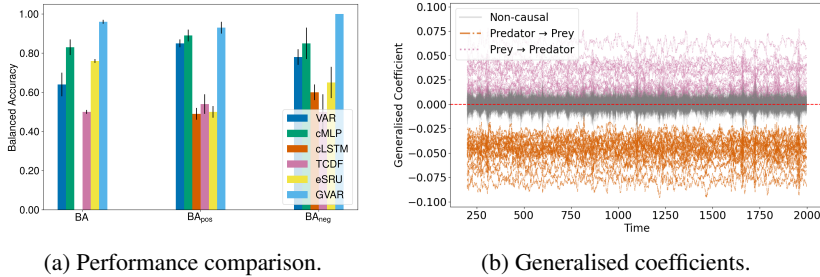 Balanced Accuracy
1.00
0.80
0.60
0.40
0.20
0.00
BA
BApos
BAneg
VAR
cMLP
cLSTM
TCDF
eSRU
GVAR
(a) Performance comparison.
Generalised Coefficient
0.100
0.075
0.050
0.025
0.000
−0.025
−0.050
−0.075
−0.100
Non-causal
Predator → Prey
Prey → Predator
250
500
750
1000
1250
1500
1750
2000
Time
(b) Generalised coefficients.